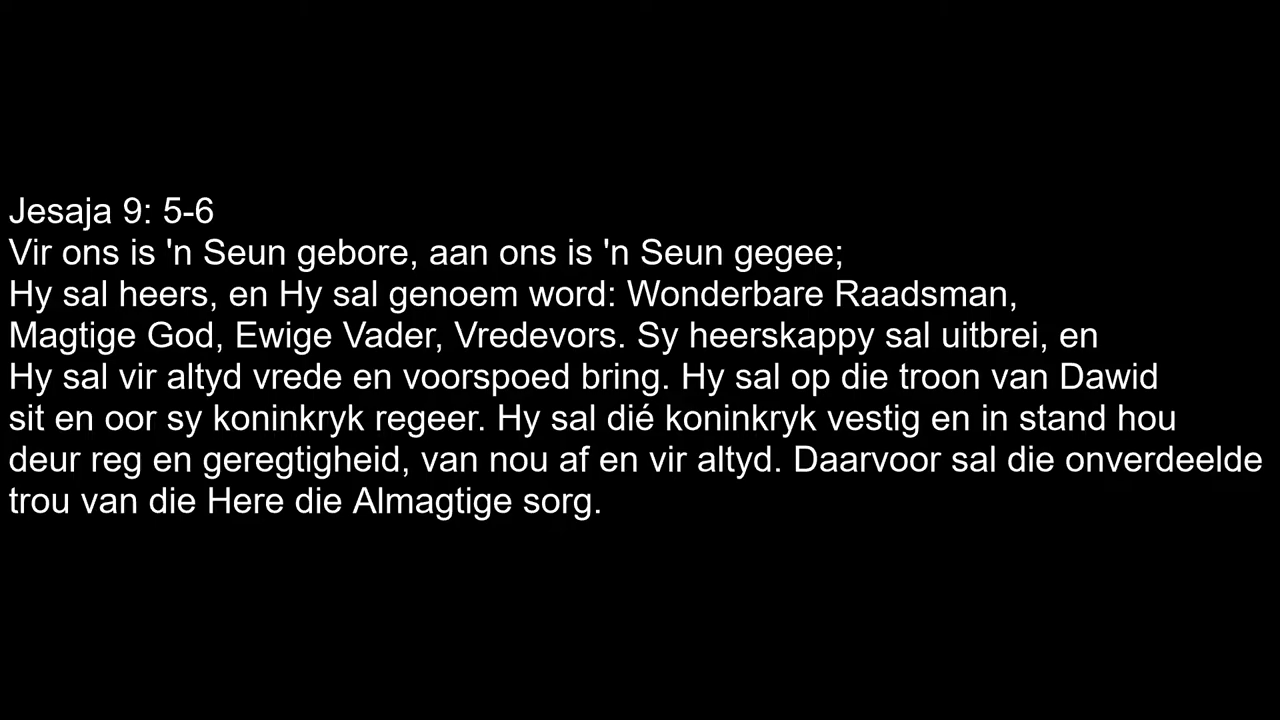 Jesaja 9: 5-6
Vir ons is 'n Seun gebore, aan ons is 'n Seun gegee;
Hy sal heers, en Hy sal genoem word: Wonderbare Raadsman,
Magtige God, Ewige Vader, Vredevors. Sy heerskappy sal uitbrei, en
Hy sal vir altyd vrede en voorspoed bring. Hy sal op die troon van Dawid
sit en oor sy koninkryk regeer. Hy sal dié koninkryk vestig en in stand hou
deur reg en geregtigheid, van nou af en vir altyd. Daarvoor sal die onverdeelde
trou van die Here die Almagtige sorg.